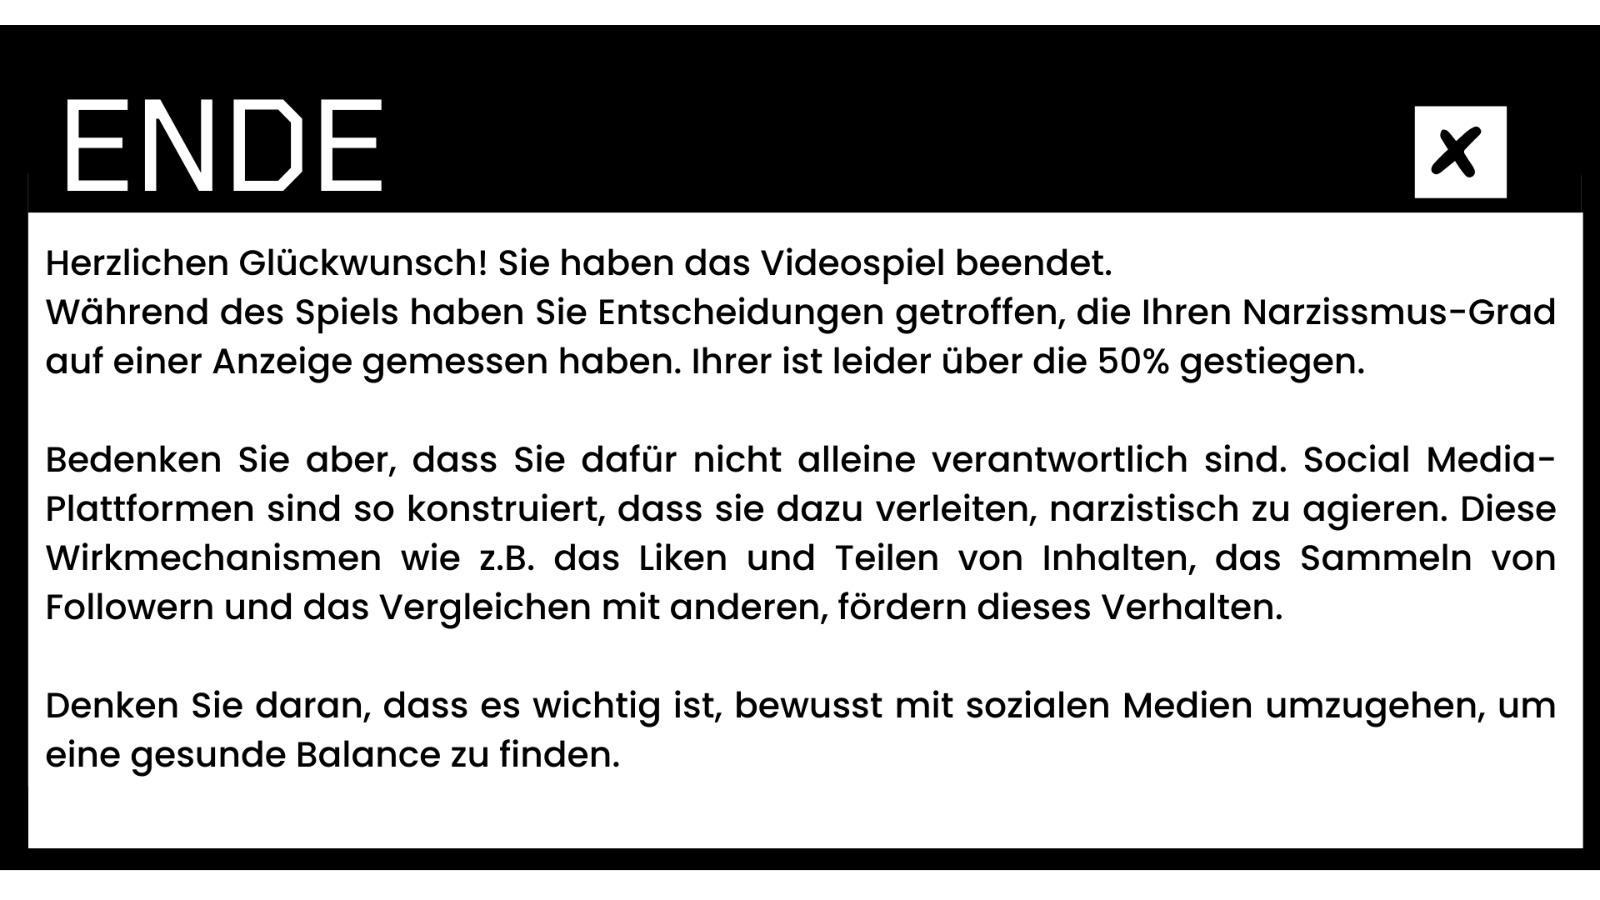 ENDE
Herzlichen Glückwunsch! Sie haben das Videospiel beendet.
Während des Spiels haben Sie Entscheidungen getroffen, die Ihren Narzissmus-Grad
auf einer Anzeige gemessen haben. Ihrer ist leider über die 50% gestiegen.
Bedenken Sie aber, dass Sie dafür nicht alleine verantwortlich sind. Social Media-
Plattformen sind so konstruiert, dass sie dazu verleiten, narzistisch zu agieren. Diese
Wirkmechanismen wie z.B. das Liken und Teilen von Inhalten, das Sammeln von
Followern und das Vergleichen mit anderen, fördern dieses Verhalten.
Denken Sie daran, dass es wichtig ist, bewusst mit sozialen Medien umzugehen, um
eine gesunde Balance zu finden.